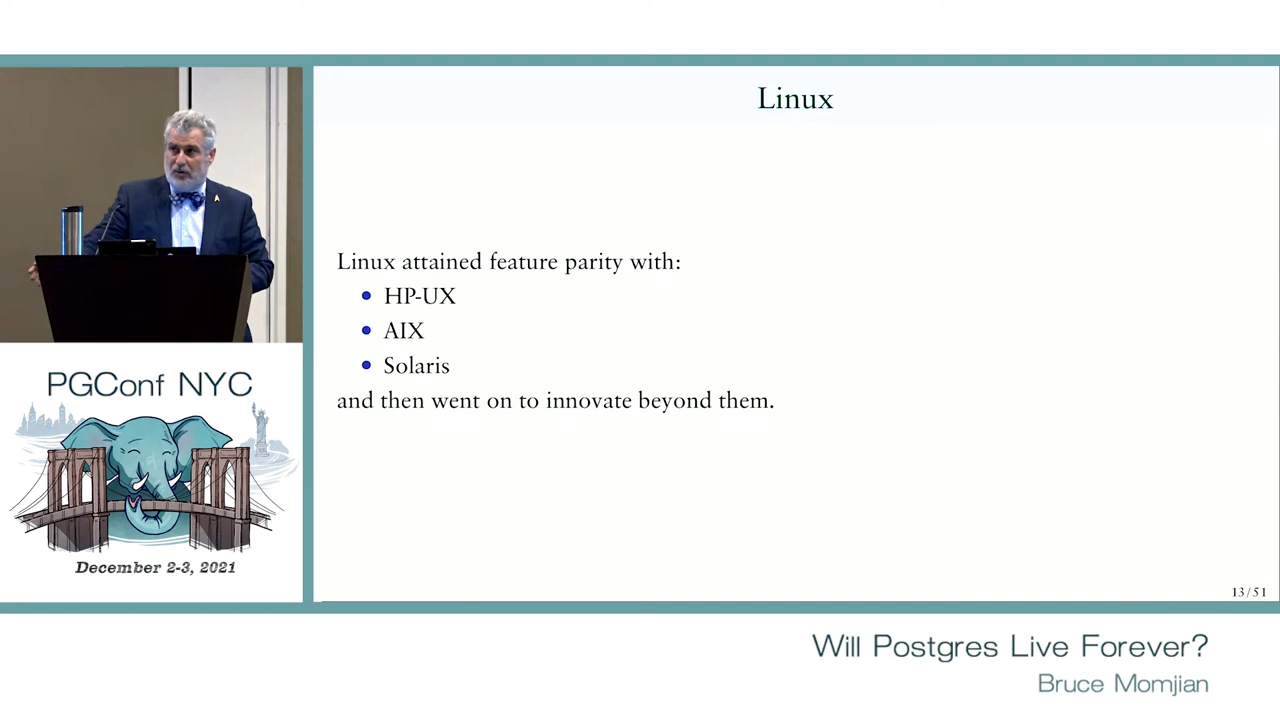 Linux
Linux attained feature parity with:
HP-UX
AIX
Solaris
and then went on to innovate beyond them.
13/51
PGConf NYC
December 2-3, 2021
Will Postgres Live Forever?
Bruce Momjian